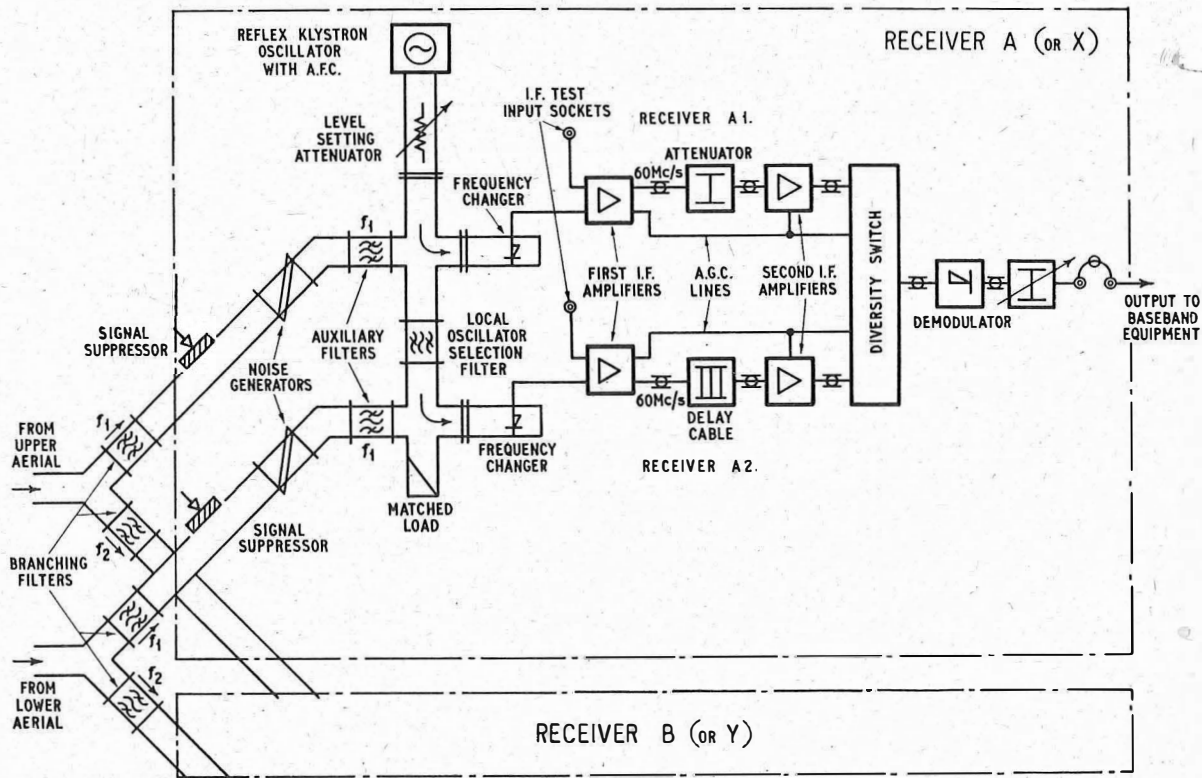 REFLEX KLYSTRON
OSCILLATOR
WITH A.F.C.
RECEIVER A (OR X)
I.F. TEST
INPUT SOCKETS
LEVEL
SETTING
ATTENUATOR
RECEIVER A1.
ATTENUATOR
60Mc/s
FREQUENCY
CHANGER
f1
FIRST I.F.
AMPLIFIERS
A.G.C.
LINES
SECOND I.F.
AMPLIFIERS
DIVERSITY SWITCH
DEMODULATOR
OUTPUT TO
BASEBAND
EQUIPMENT
SIGNAL
SUPPRESSOR
NOISE
GENERATORS
AUXILIARY
FILTERS
LOCAL
OSCILLATOR
SELECTION
FILTER
60Mc/s
DELAY
CABLE
f1
FREQUENCY
CHANGER
RECEIVER A2.
FROM
UPPER
AERIAL
f1
MATCHED
LOAD
SIGNAL
SUPPRESSOR
f2
BRANCHING
FILTERS
f1
f2
FROM
LOWER
AERIAL
RECEIVER B (OR Y)